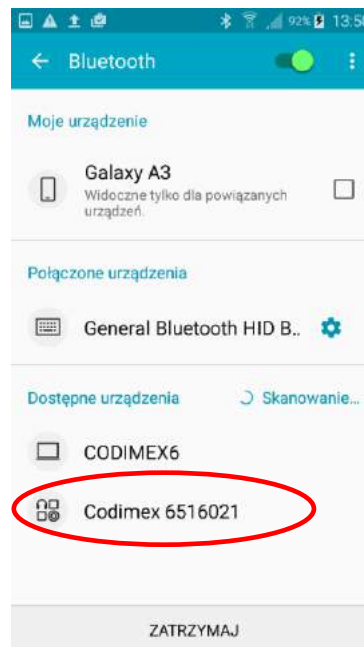 92% 13:50
Bluetooth
Moje urządzenie
Galaxy A3
Widoczne tylko dla powiązanych
urządzeń.
Połączone urządzenia
General Bluetooth HID B..
Dostępne urządzenia Skanowanie...
CODIMEX6
Codimex 6516021
ZATRZYMAJ